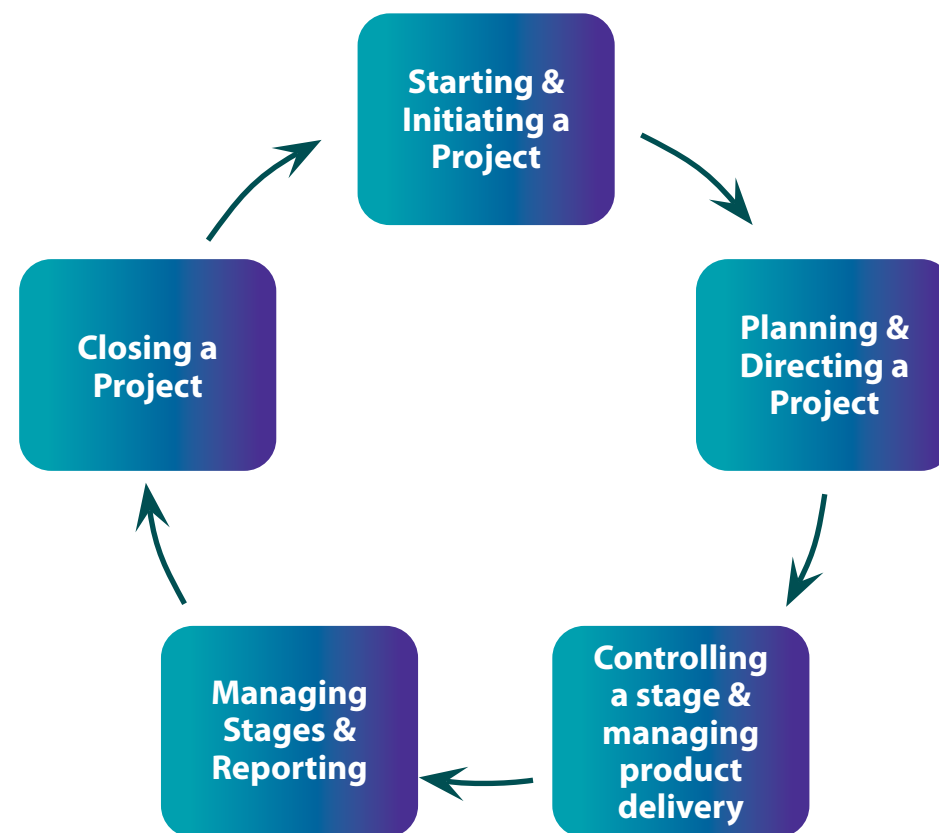 Starting &
Initiating a
Project
Planning &
Directing a
Project
Controlling
a stage &
managing
product
delivery
Managing
Stages &
Reporting
Closing a
Project